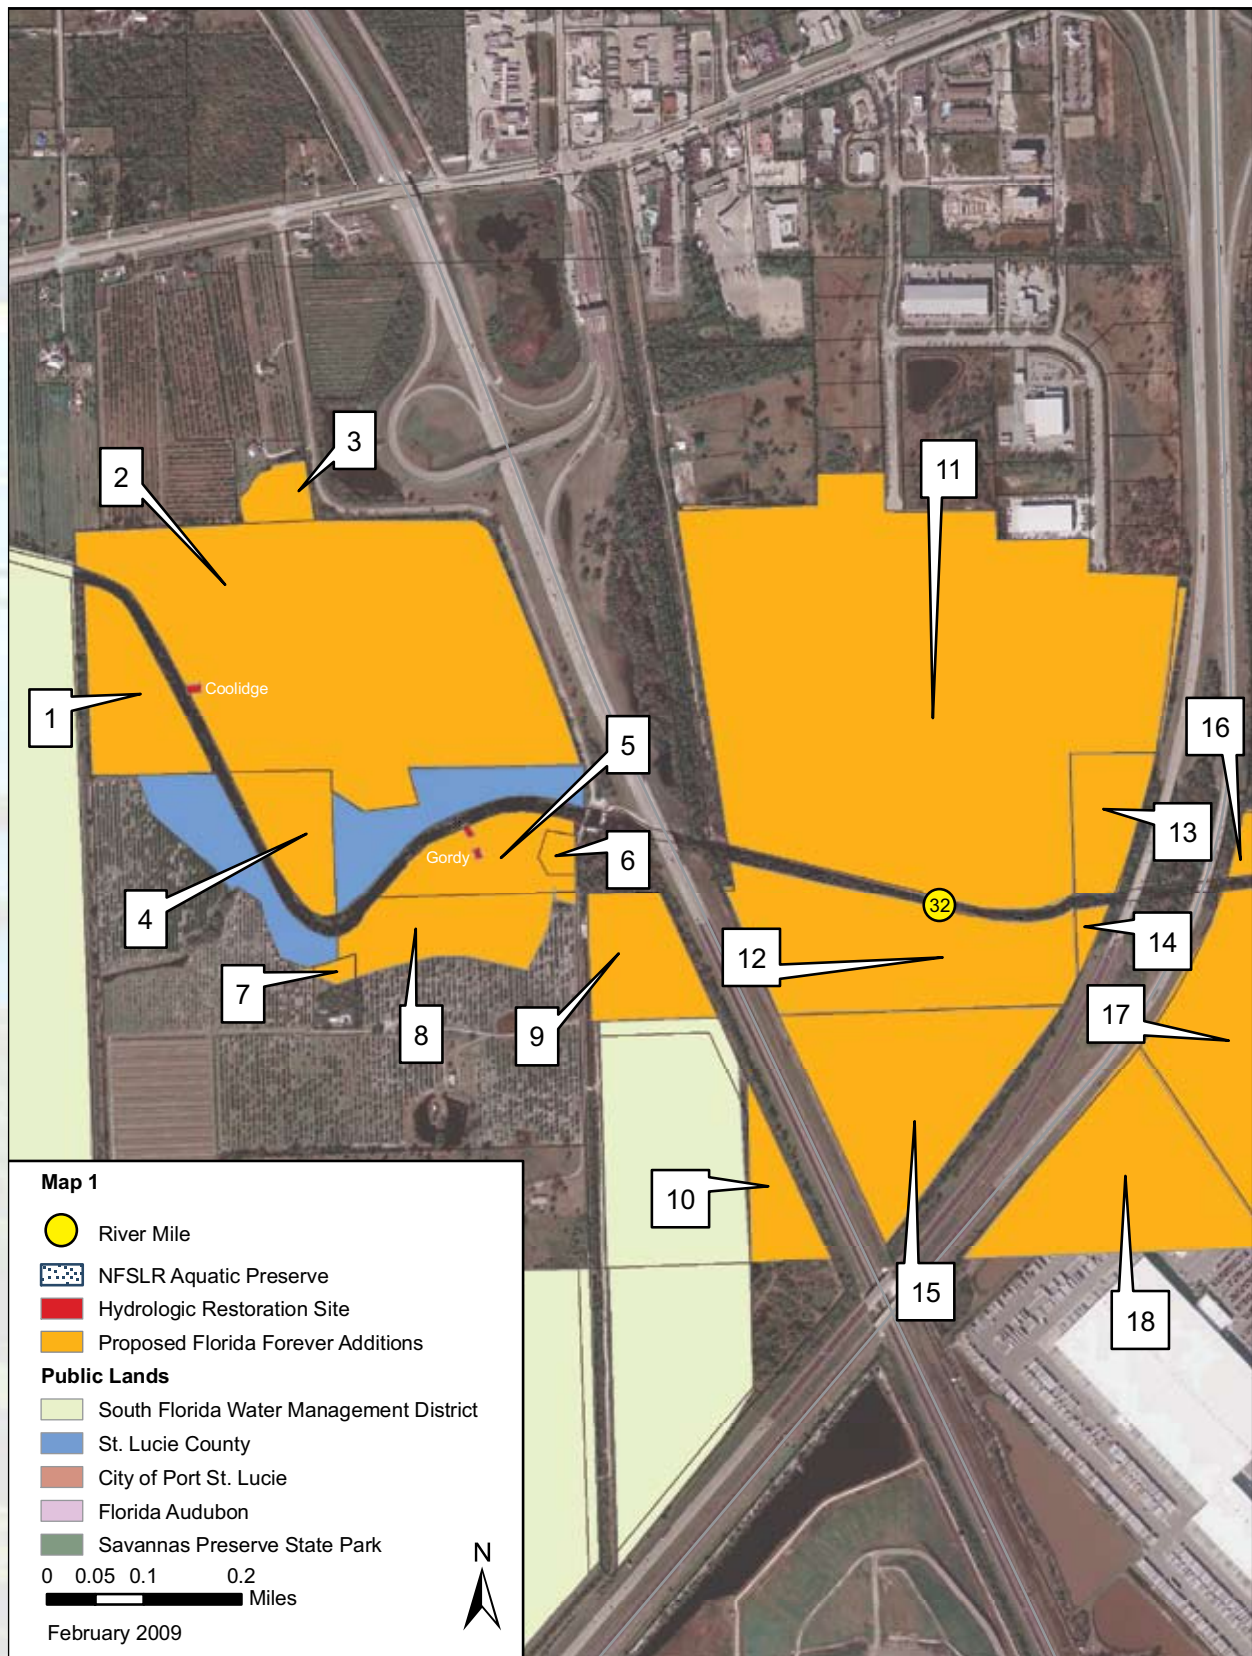 3
2
11
1
Coolidge
5
16
Gordy
6
13
4
32
14
12
7
8
9
17
10
15
18
Map 1
River Mile
NFSLR Aquatic Preserve
Hydrologic Restoration Site
Proposed Florida Forever Additions
Public Lands
South Florida Water Management District
St. Lucie County
City of Port St. Lucie
Florida Audubon
Savannas Preserve State Park
0 0.05 0.1 0.2
Miles
N
February 2009